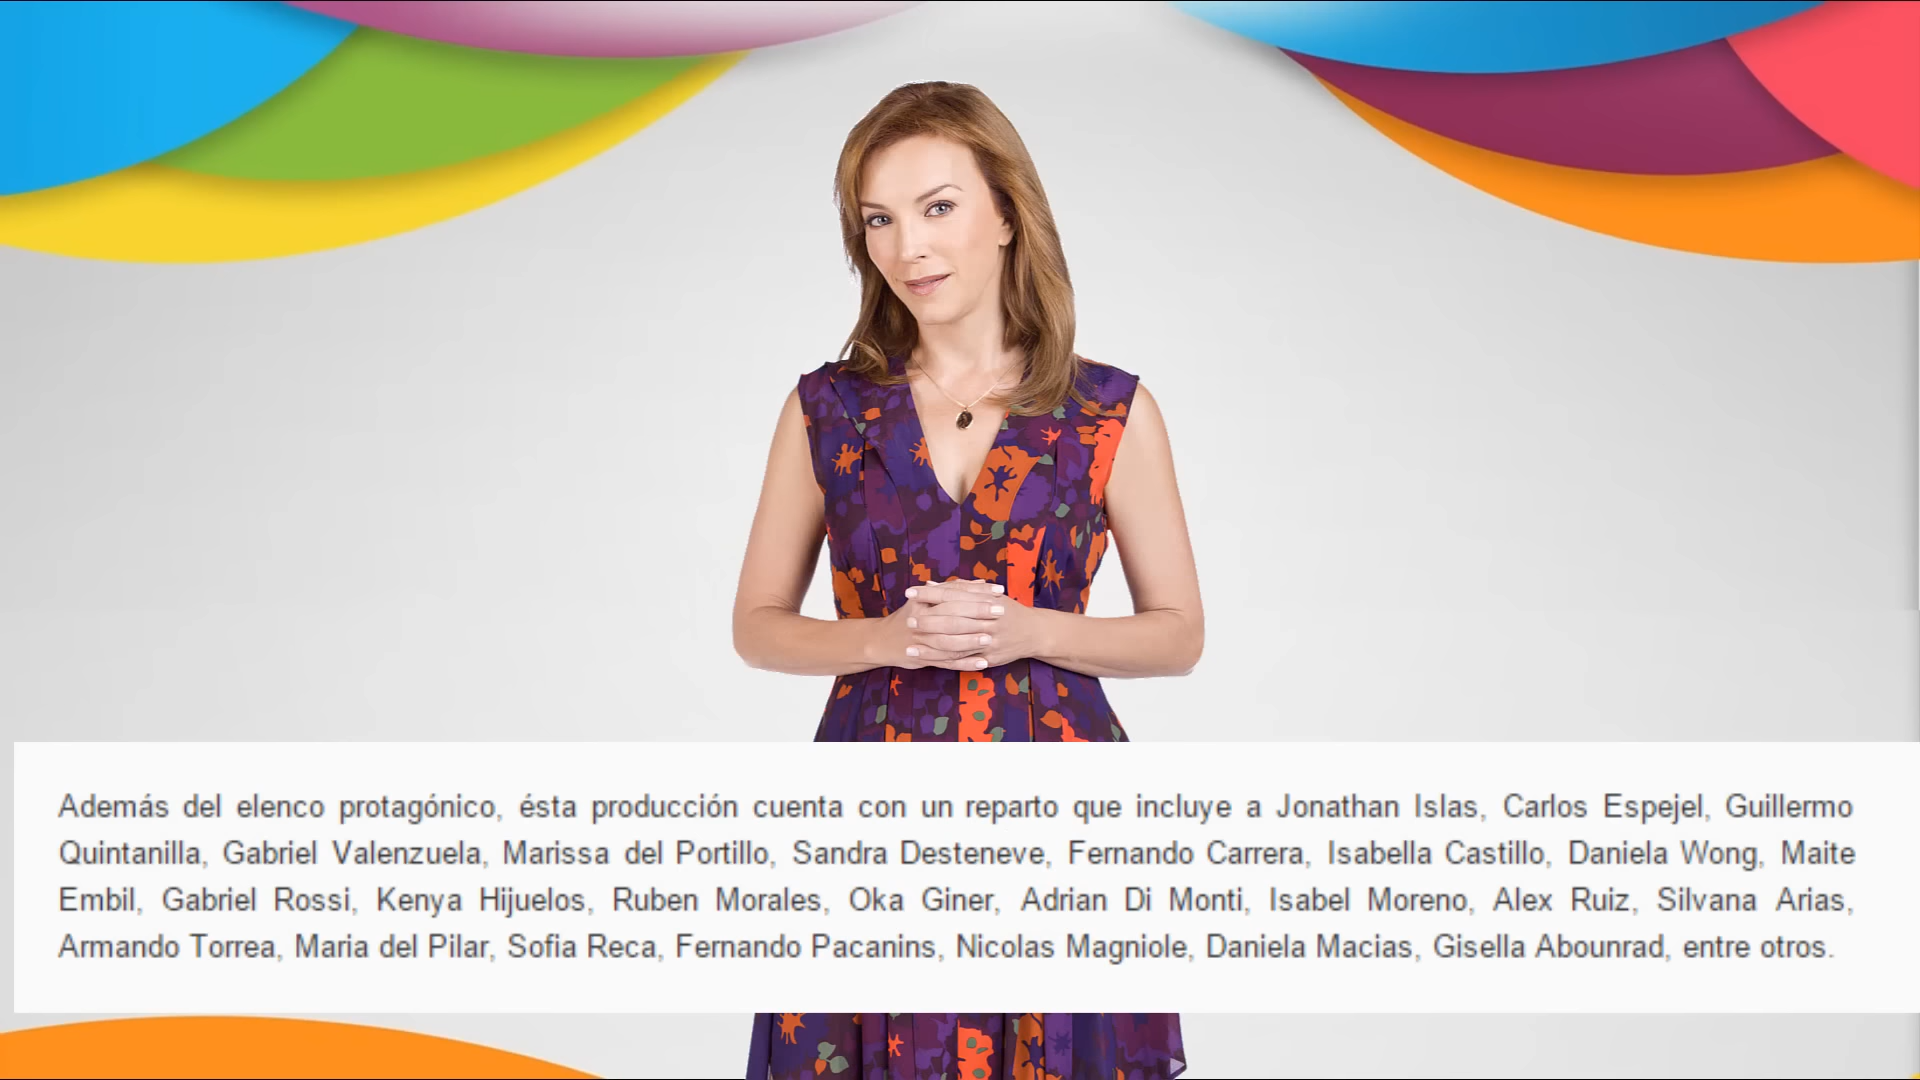 Además del elenco protagónico, ésta producción cuenta con un reparto que incluye a Jonathan Islas, Carlos Espejel, Guillermo
Quintanilla, Gabriel Valenzuela, Marissa del Portillo, Sandra Desteneve, Fernando Carrera, Isabella Castillo, Daniela Wong, Maite
Embil, Gabriel Rossi, Kenya Hijuelos, Ruben Morales, Oka Giner, Adrian Di Monti, Isabel Moreno, Alex Ruiz, Silvana Arias,
Armando Torrea, Maria del Pilar, Sofia Reca, Fernando Pacanins, Nicolas Magniole, Daniela Macias, Gisella Abounrad, entre otros.